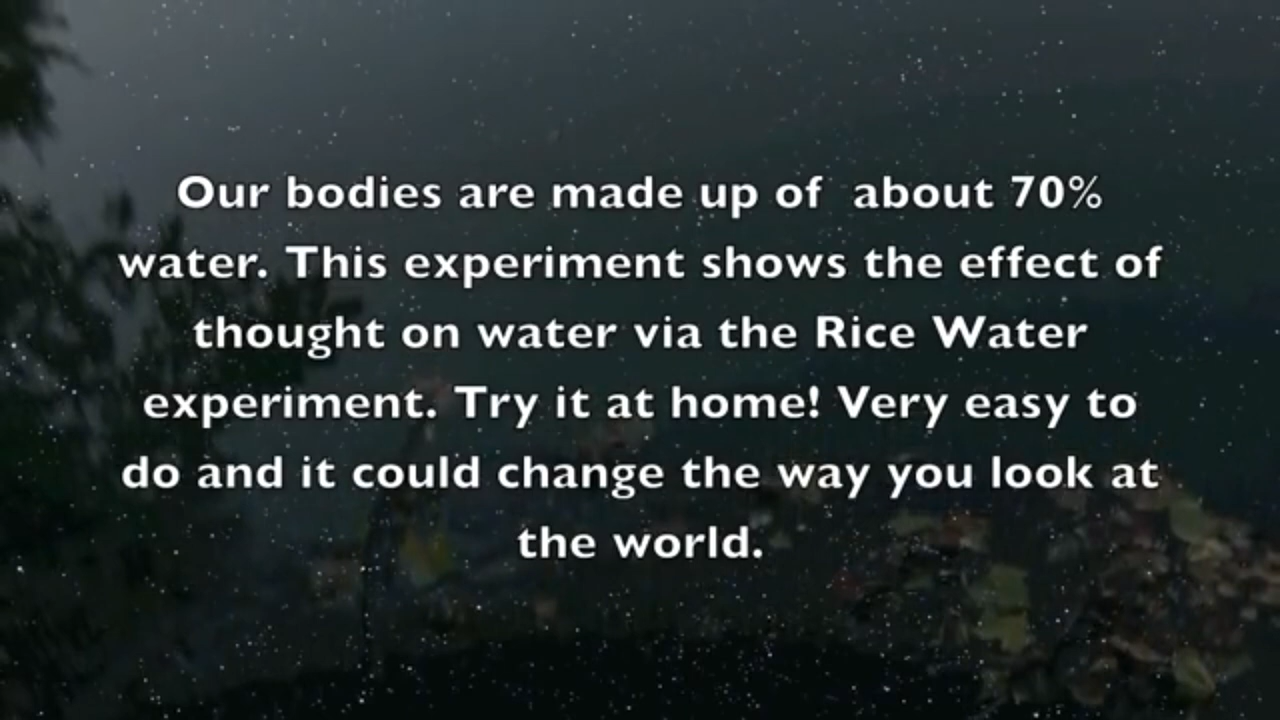 Our bodies are made up of  about 70%
water. This experiment shows the effect of
thought on water via the Rice Water
experiment. Try it at home! Very easy to
do and it could change the way you look at
the world.